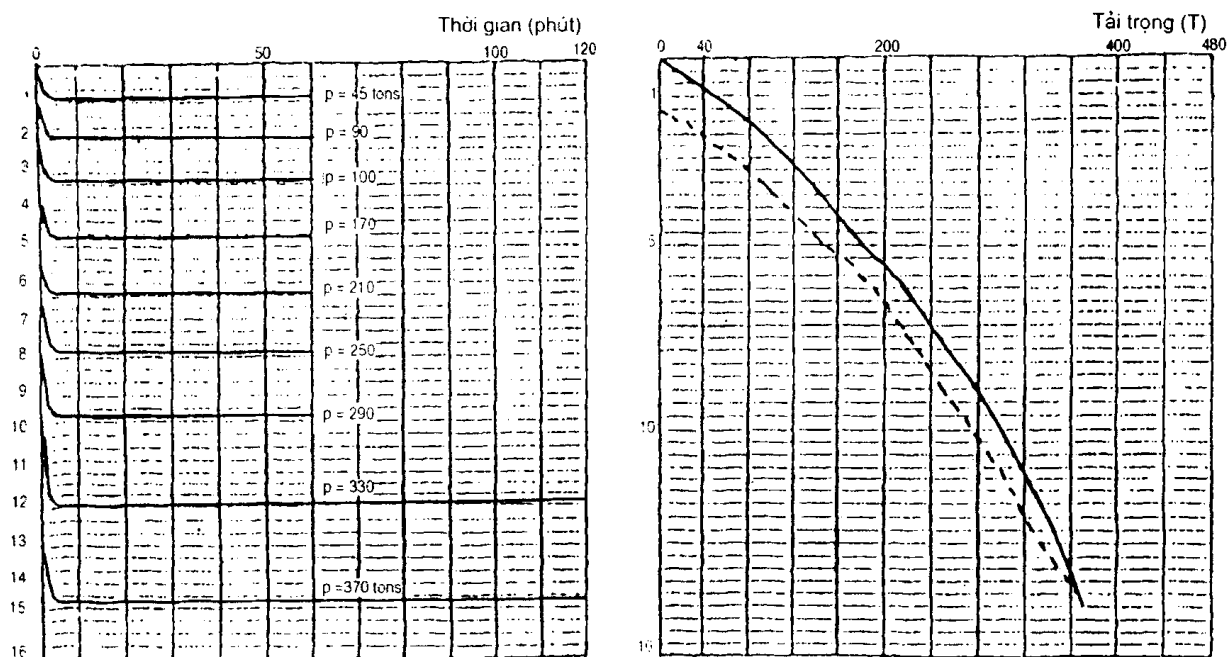 Thời gian (phút)
0 50 100 120
1
2
3
4
5
6
7
8
9
10
11
12
13
14
15
16
p = 45 tons
p = 90
p = 100
p = 170
p = 210
p = 250
p = 290
p = 330
p = 370 tons
Tải trọng (T)
0 40 200 400 480
1
5
10